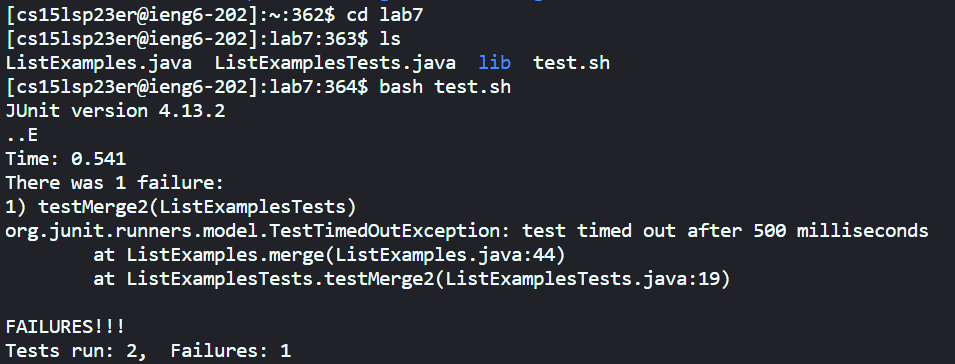 [cs15lsp23er@ieng6-202]:~:362$ cd lab7
[cs15lsp23er@ieng6-202]:lab7:363$ ls
ListExamples.java  ListExamplesTests.java  lib  test.sh
[cs15lsp23er@ieng6-202]:lab7:364$ bash test.sh
JUnit version 4.13.2
..E
Time: 0.541
There was 1 failure:
1) testMerge2(ListExamplesTests)
org.junit.runners.model.TestTimedOutException: test timed out after 500 milliseconds
        at ListExamples.merge(ListExamples.java:44)
        at ListExamplesTests.testMerge2(ListExamplesTests.java:19)
FAILURES!!!
Tests run: 2,  Failures: 1